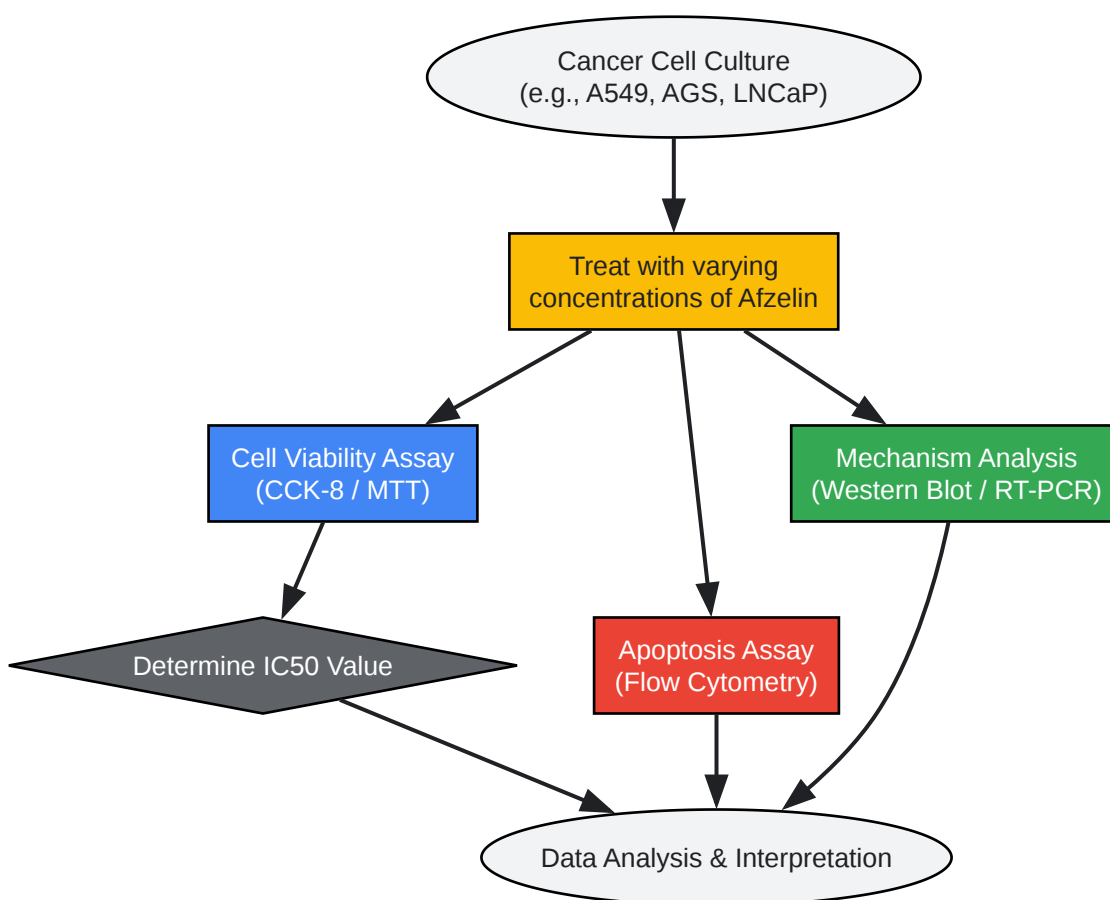 Cancer Cell Culture
(e.g., A549, AGS, LNCaP)
Treat with varying
concentrations of Afzelin
Cell Viability Assay
(CCK-8 / MTT)
Mechanism Analysis
(Western Blot / RT-PCR)
Determine IC50 Value
Apoptosis Assay
(Flow Cytometry)
Data Analysis & Interpretation